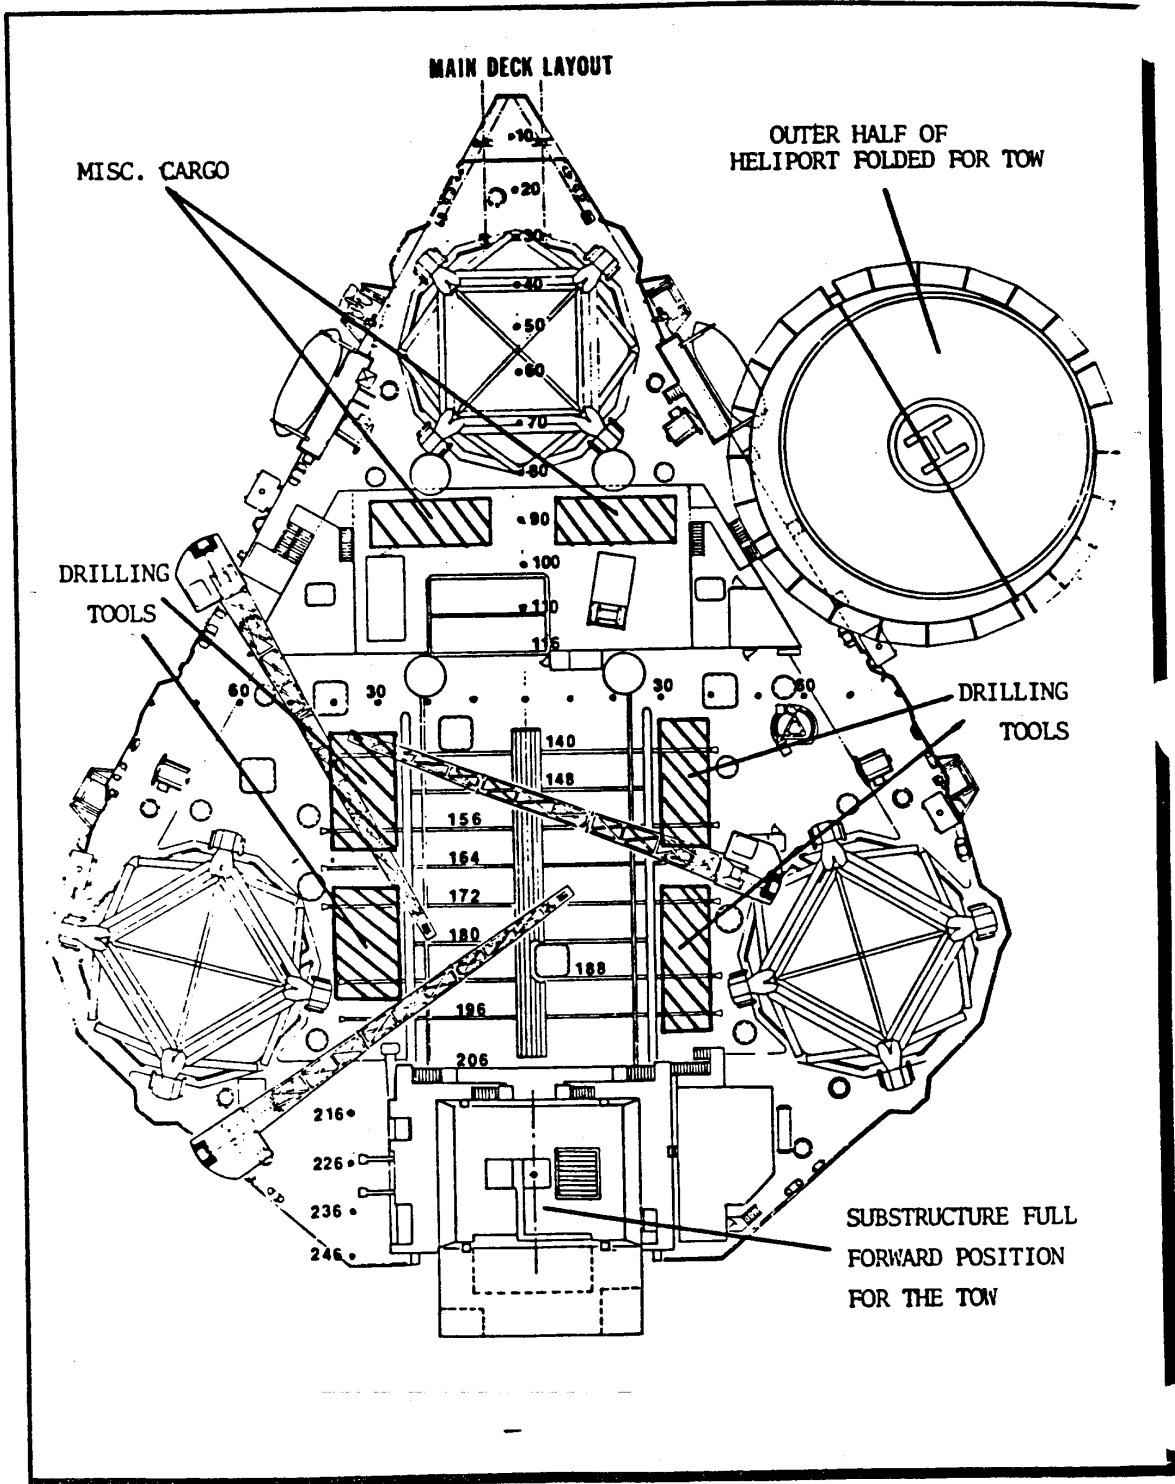 MAIN DECK LAYOUT
10
OUTER HALF OF
HELIPORT FOLDED FOR TOW
MISC. CARGO
20
30
40
50
60
70
80
90
100
DRILLING
TOOLS
110
116
60 30 30 60
DRILLING
TOOLS
140
148
156
164
172
180
188
196
206
216
226
236
246
H
SUBSTRUCTURE FULL
FORWARD POSITION
FOR THE TOW